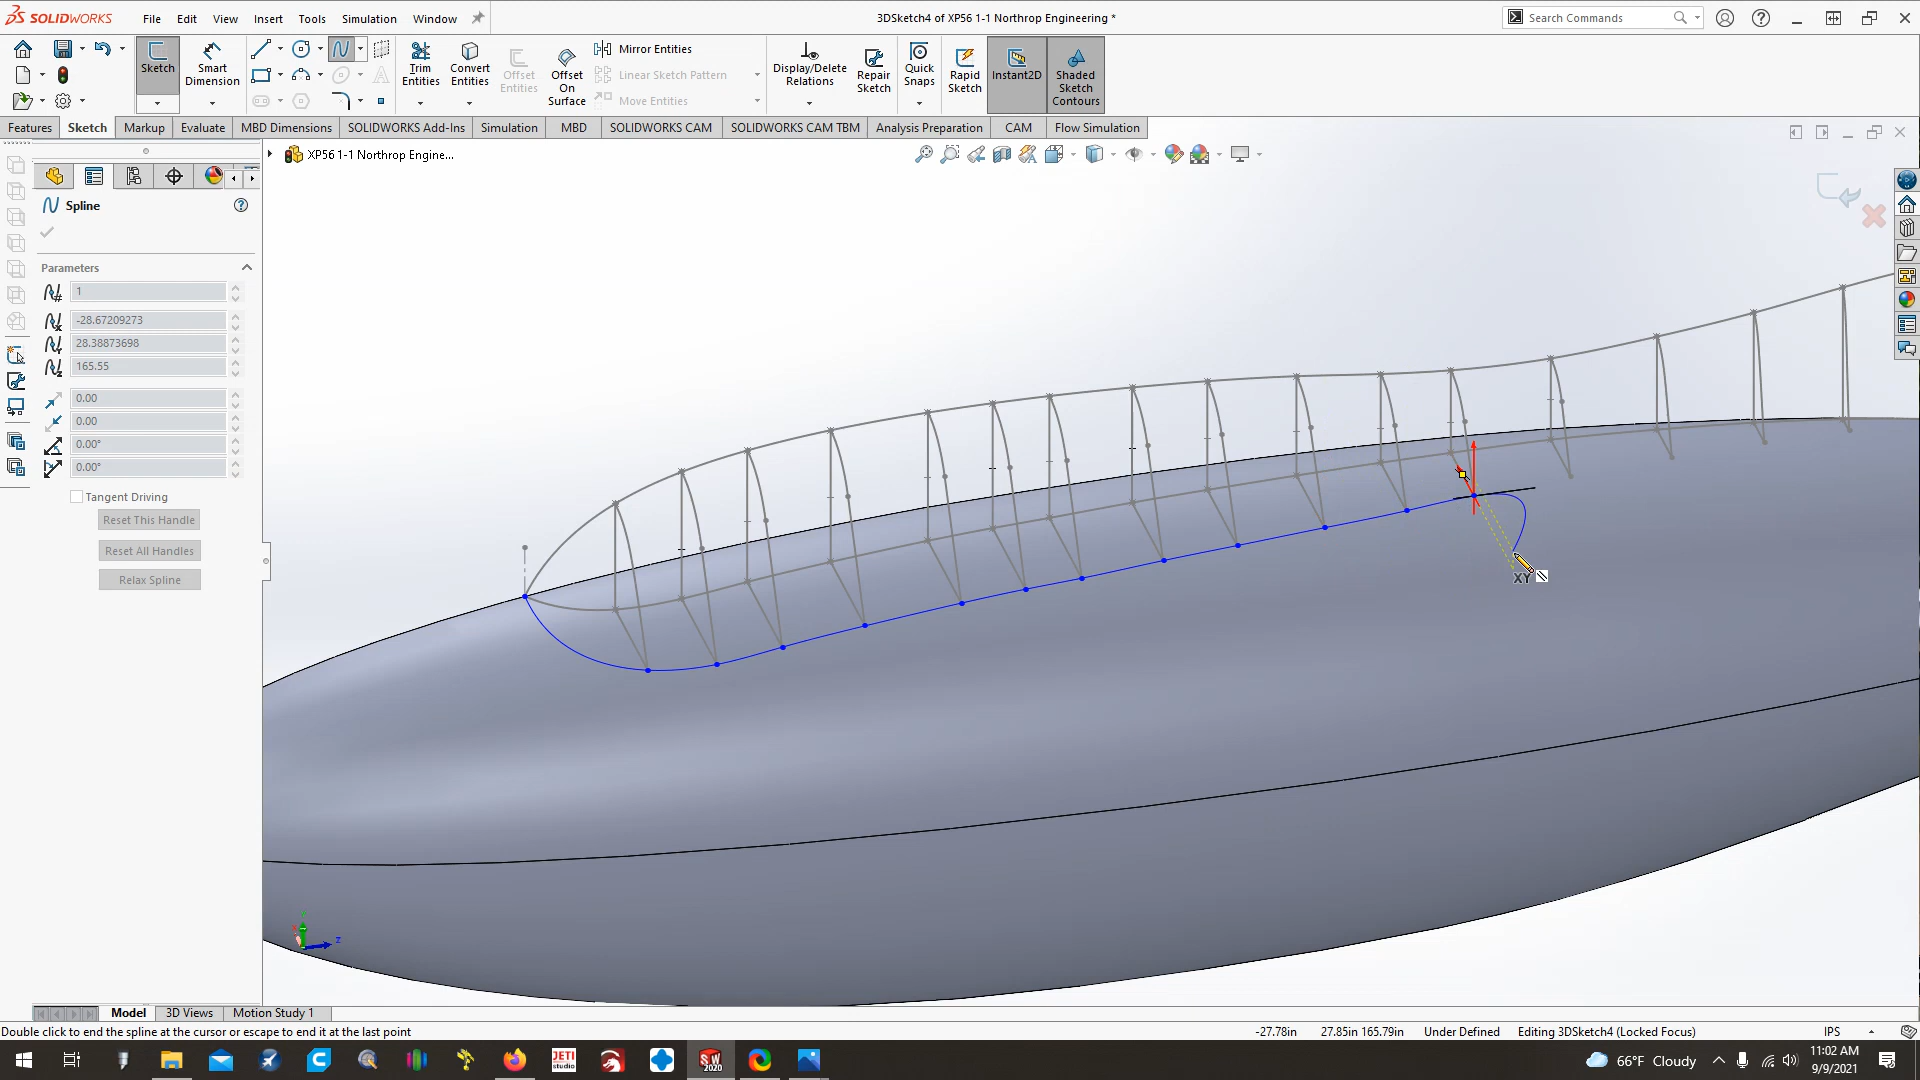 SOLIDWORKS File Edit View Insert Tools Simulation Window 3DSketch4 of XP56 1-1 Northrop Engineering * Search Commands
Sketch Smart Dimension Trim Entities Convert Entities Offset Entities Offset On Surface Mirror Entities Display/Delete Relations Repair Sketch Quick Snaps Rapid Sketch Instant2D Shaded Sketch Contours
Linear Sketch Pattern
Move Entities
Features Sketch Markup Evaluate MBD Dimensions SOLIDWORKS Add-Ins Simulation MBD SOLIDWORKS CAM SOLIDWORKS CAM TBM Analysis Preparation CAM Flow Simulation
XP56 1-1 Northrop Engine...
Spline
Parameters
1
-28.67209273
28.38873698
165.55
0.00
0.00
0.00°
0.00°
Tangent Driving
Reset This Handle
Reset All Handles
Relax Spline
XY
Y
Z
Model 3D Views Motion Study 1
Double click to end the spline at the cursor or escape to end it at the last point -27.78in 27.85in 165.79in Under Defined Editing 3DSketch4 (Locked Focus) IPS
JETI studio
SW 2020
66°F Cloudy
11:02 AM
9/9/2021